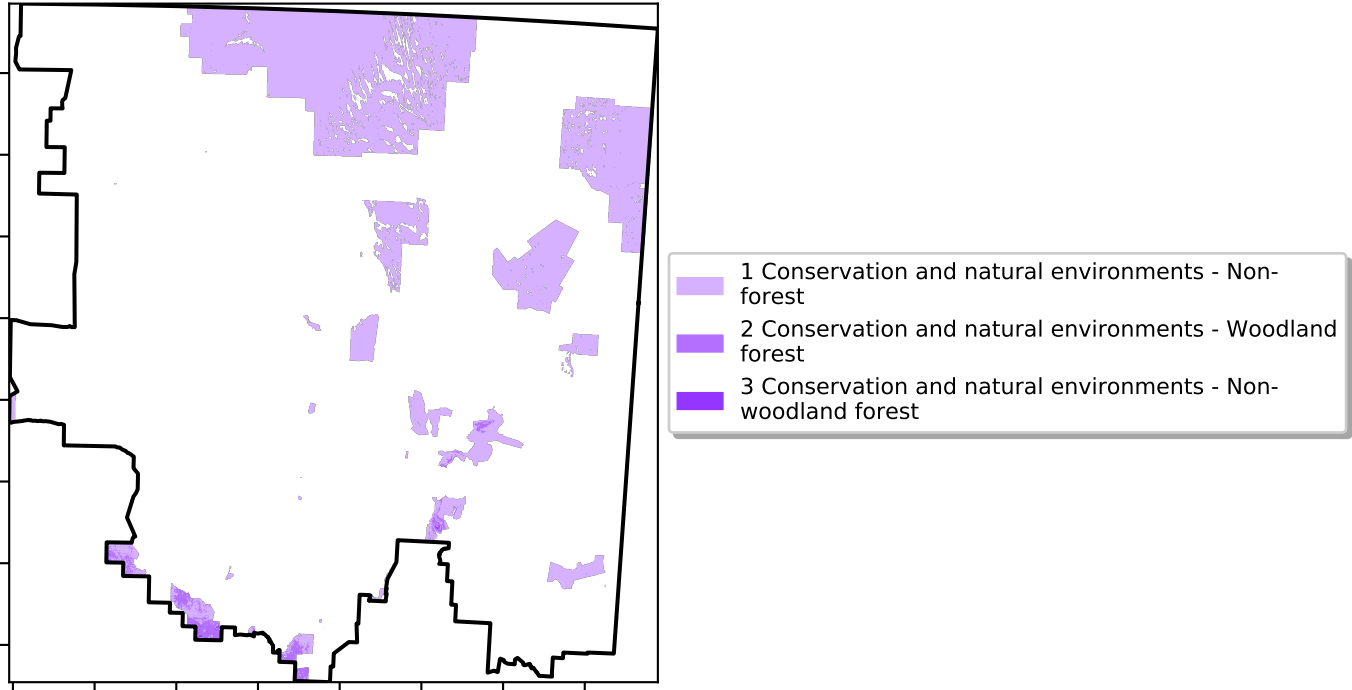 1 Conservation and natural environments - Non-
forest
2 Conservation and natural environments - Woodland
forest
3 Conservation and natural environments - Non-
woodland forest